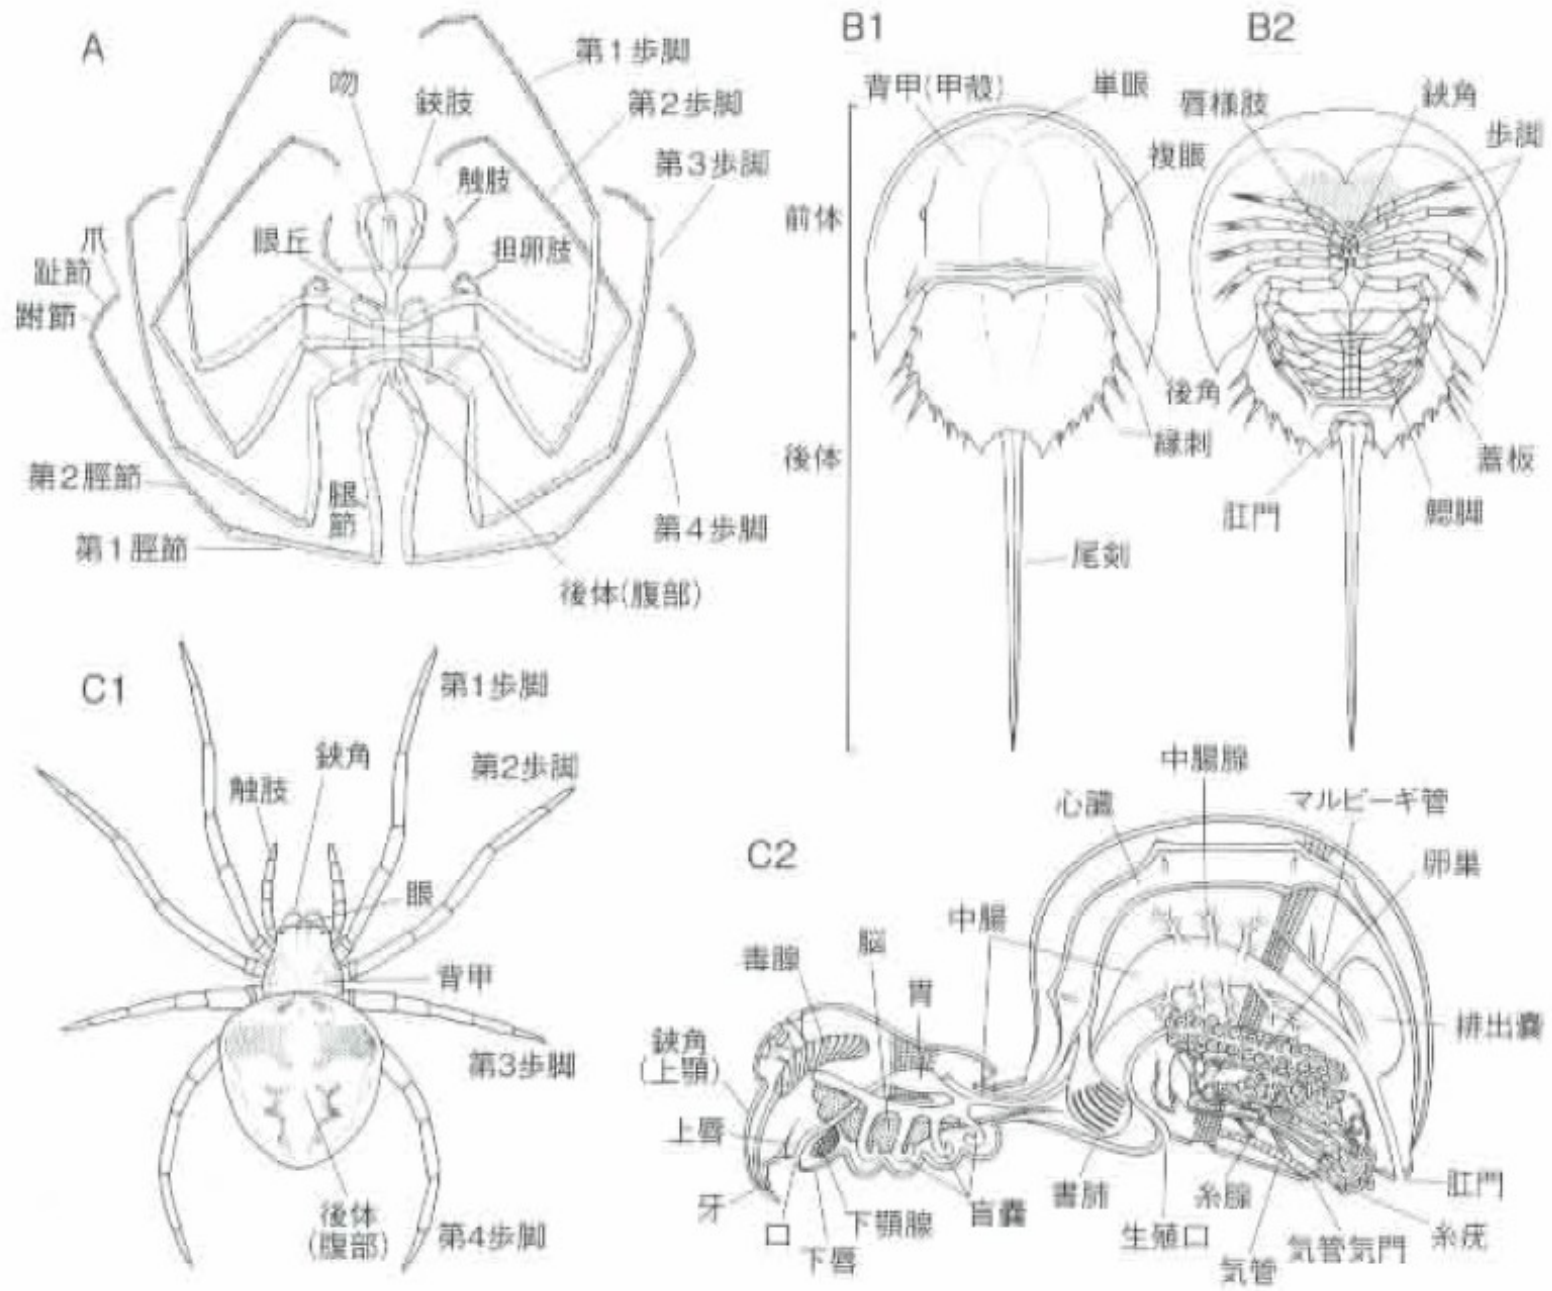 A
第1歩脚
吻
鋏肢
第2歩脚
第3歩脚
触肢
爪
眼丘
担卵肢
趾節
跗節
第2脛節
腿
節
第4歩脚
第1脛節
後体(腹部)
B1
背甲(甲殻)
単眼
複眼
前体
後角
後体
縁刺
尾剣
B2
唇様肢
鋏角
歩脚
蓋板
肛門
鰓脚
C1
第1歩脚
鋏角
第2歩脚
触肢
眼
背甲
第3歩脚
後体
(腹部)
第4歩脚
C2
中腸腺
心臓
マルピーギ管
卵巣
中腸
脳
毒腺
胃
排出嚢
鋏角
(上顎)
上唇
牙
口
下唇
下顎腺
盲嚢
書肺
生殖口
糸腺
気管
気管気門
糸疣
肛門